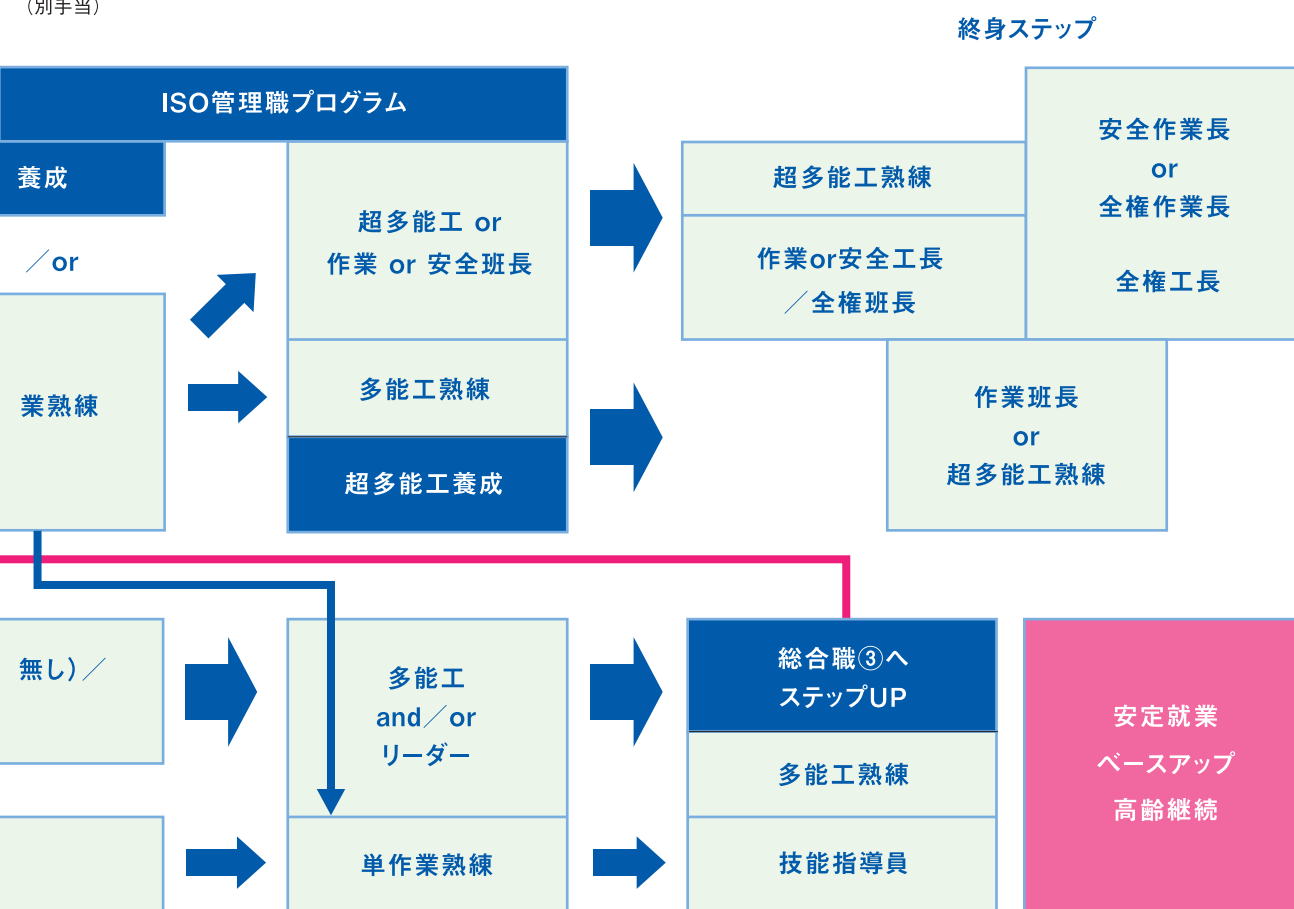 (別手当)
終身ステップ
ISO管理職プログラム
養成
／or
業熟練
超多能工 or
作業 or 安全班長
多能工熟練
超多能工養成
超多能工熟練
作業or安全工長
／全権班長
安全作業長
or
全権作業長
全権工長
作業班長
or
超多能工熟練
無し)／
多能工
and／or
リーダー
単作業熟練
総合職③へ
ステップUP
多能工熟練
技能指導員
安定就業
ベースアップ
高齢継続